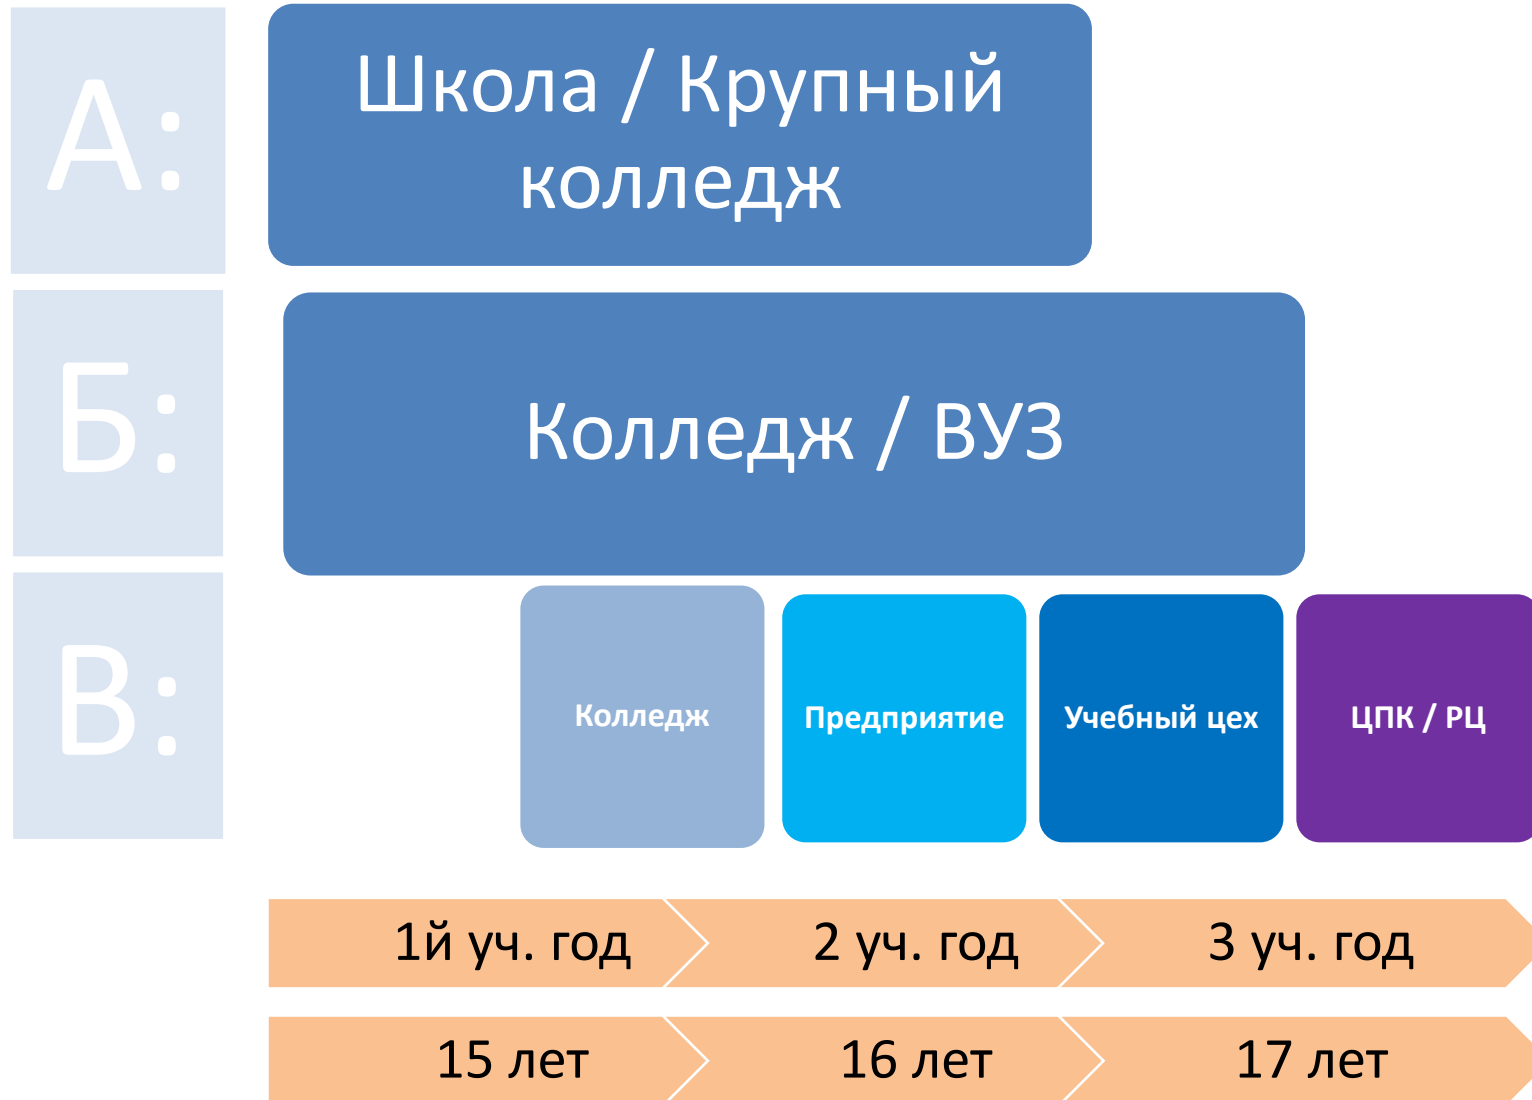 А:
Школа / Крупный
колледж
Б:
Колледж / ВУЗ
В:
Колледж
Предприятие
Учебный цех
ЦПК / РЦ
1й уч. год
2 уч. год
3 уч. год
15 лет
16 лет
17 лет